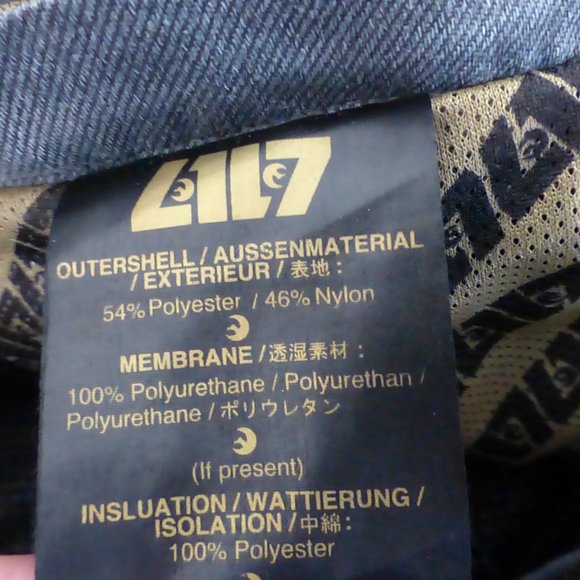 OUTERSHELL / AUSSENMATERIAL
/ EXTERIEUR / 表地 :
54% Polyester / 46% Nylon
MEMBRANE / 透湿素材 :
100% Polyurethane / Polyurethan /
Polyurethane / ポリウレタン
(If present)
INSLUATION / WATTIERUNG /
ISOLATION / 中綿 :
100% Polyester